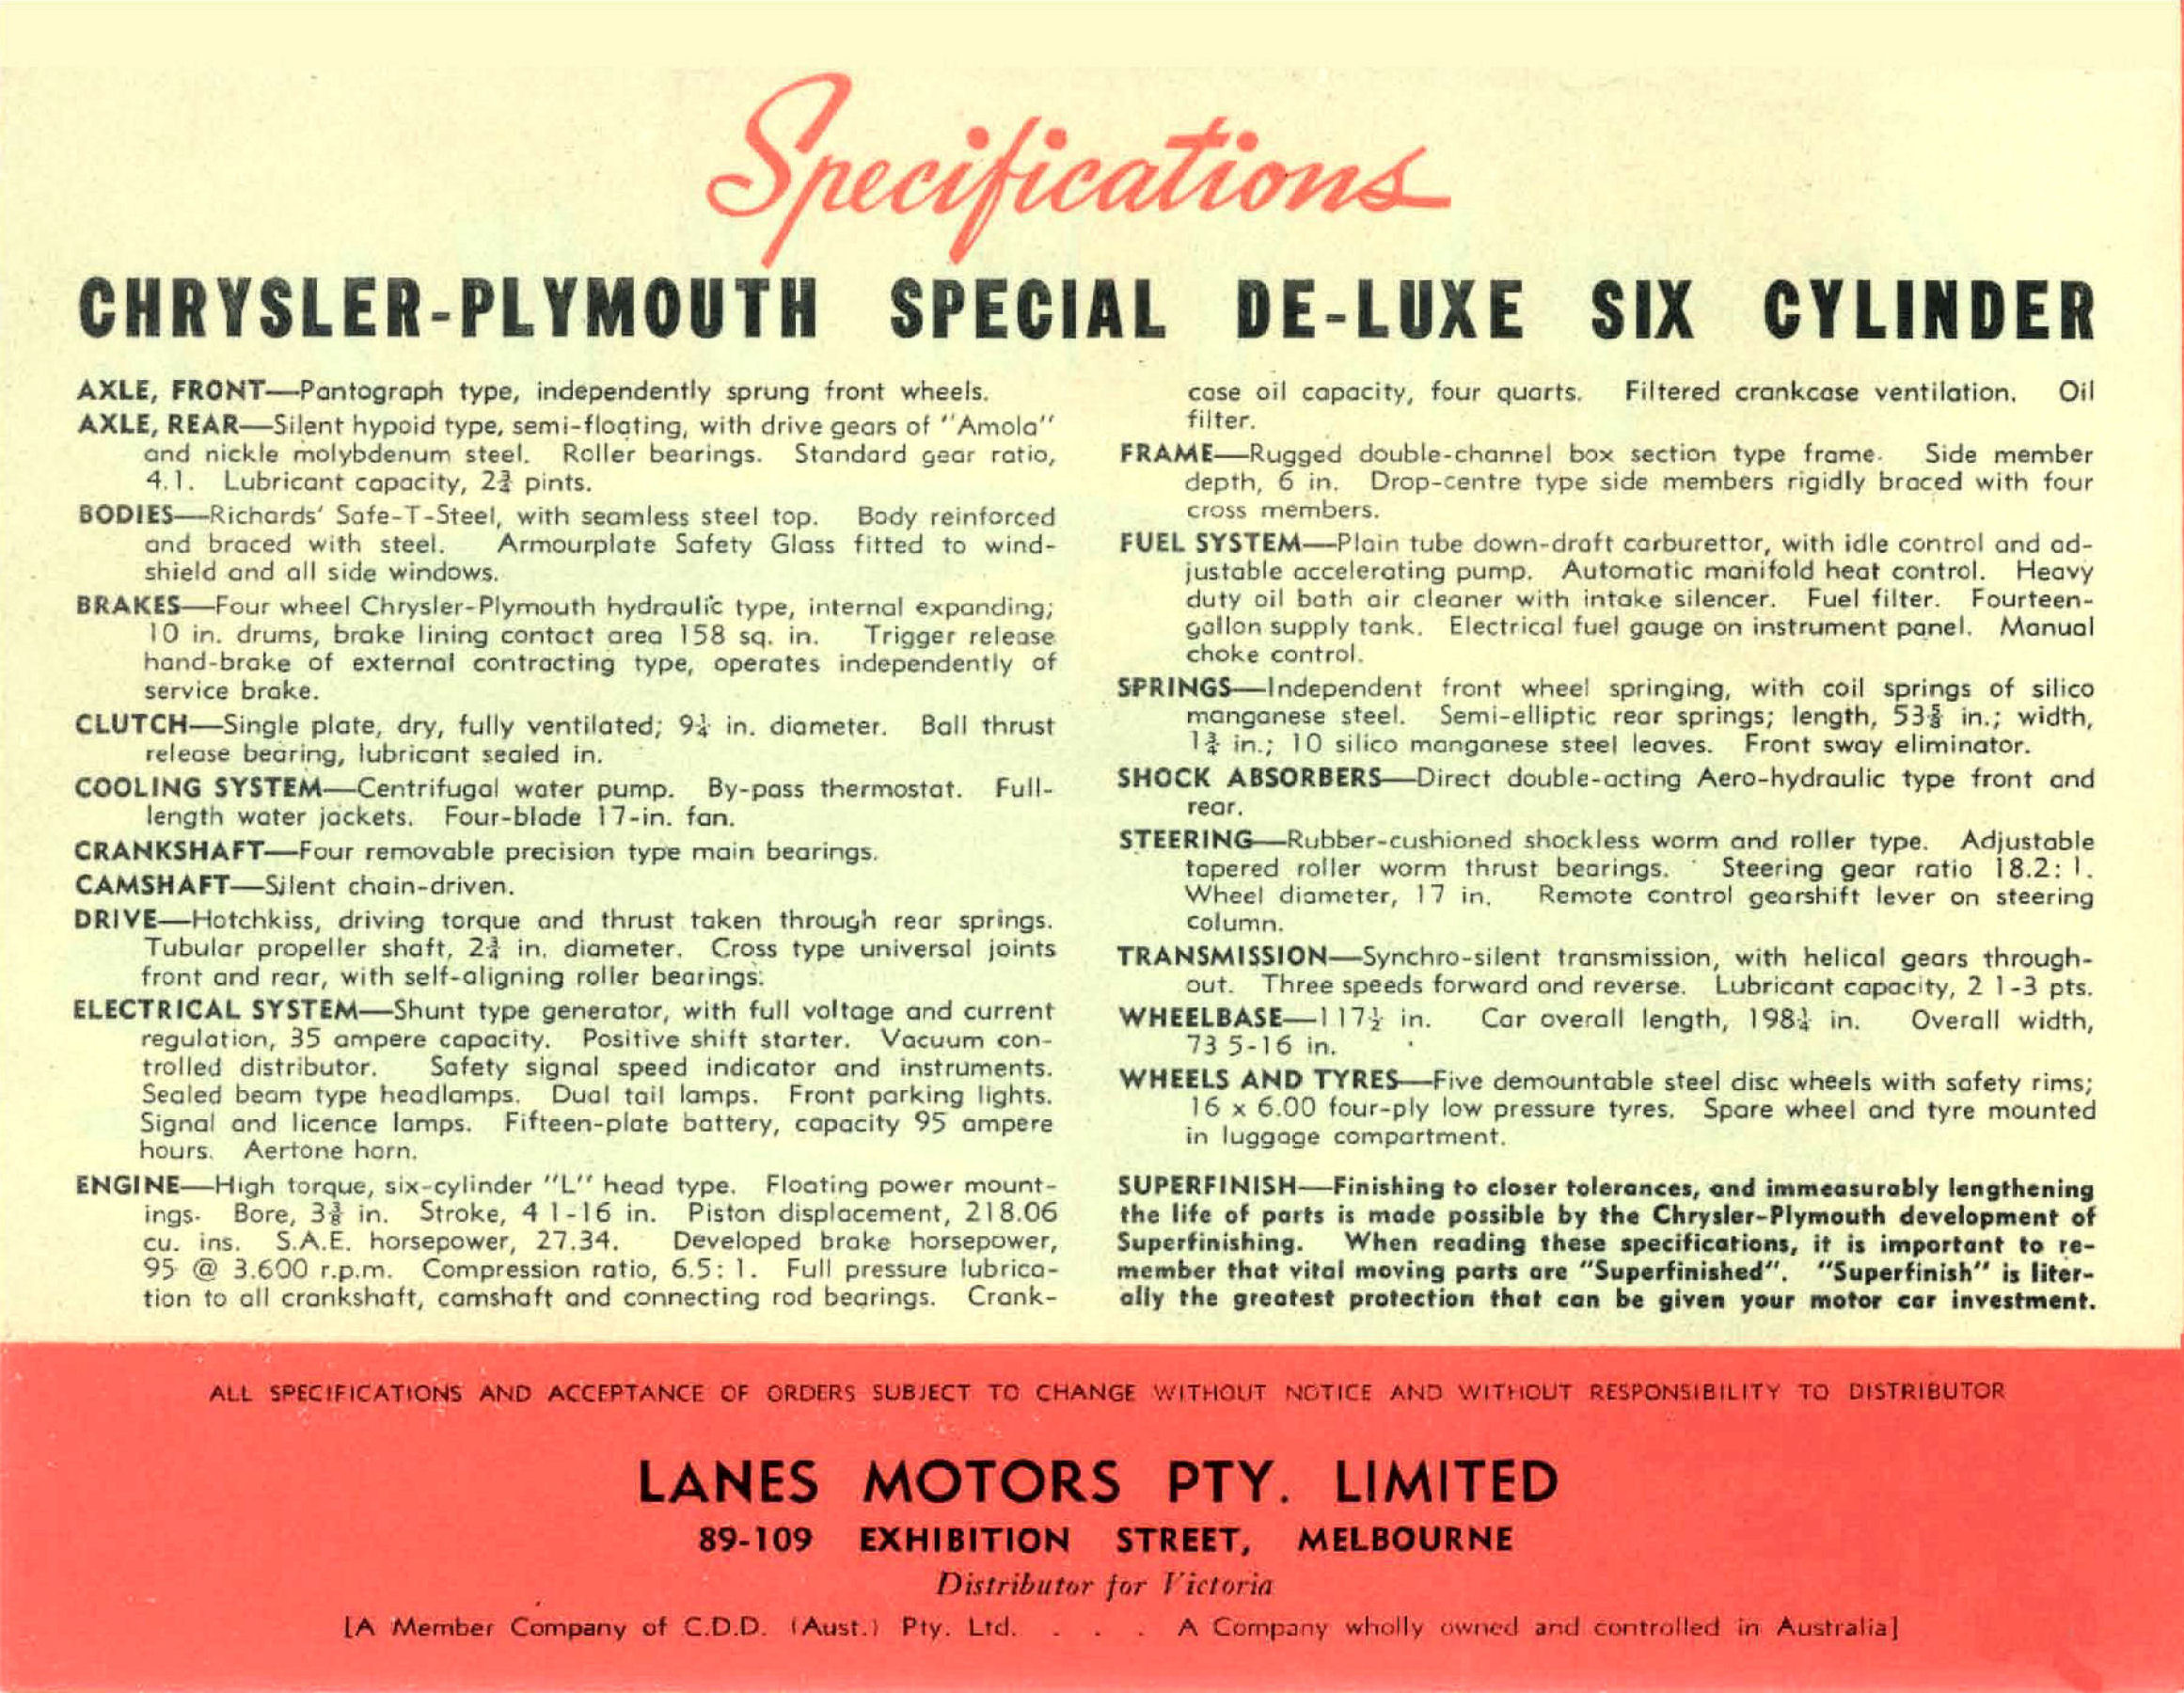 Specifications
CHRYSLER-PLYMOUTH SPECIAL DE-LUXE SIX CYLINDER
AXLE, FRONT—Pantograph type, independently sprung front wheels.
AXLE, REAR—Silent hypoid type, semi-floating, with drive gears of "Amola"
and nickle molybdenum steel. Roller bearings. Standard gear ratio,
4.1. Lubricant capacity, 2¾ pints.
BODIES—Richards' Safe-T-Steel, with seamless steel top. Body reinforced
and braced with steel. Armourplate Safety Glass fitted to wind-
shield and all side windows.
BRAKES—Four wheel Chrysler-Plymouth hydraulic type, internal expanding;
10 in. drums, brake lining contact area 158 sq. in. Trigger release
hand-brake of external contracting type, operates independently of
service brake.
CLUTCH—Single plate, dry, fully ventilated; 9¼ in. diameter. Ball thrust
release bearing, lubricant sealed in.
COOLING SYSTEM—Centrifugal water pump. By-pass thermostat. Full-
length water jackets. Four-blade 17-in. fan.
CRANKSHAFT—Four removable precision type main bearings.
CAMSHAFT—Silent chain-driven.
DRIVE—Hotchkiss, driving torque and thrust taken through rear springs.
Tubular propeller shaft, 2¾ in. diameter. Cross type universal joints
front and rear, with self-aligning roller bearings.
ELECTRICAL SYSTEM—Shunt type generator, with full voltage and current
regulation, 35 ampere capacity. Positive shift starter. Vacuum con-
trolled distributor. Safety signal speed indicator and instruments.
Sealed beam type headlamps. Dual tail lamps. Front parking lights.
Signal and licence lamps. Fifteen-plate battery, capacity 95 ampere
hours. Aertone horn.
ENGINE—High torque, six-cylinder "L" head type. Floating power mount-
ings. Bore, 3⅜ in. Stroke, 4 1-16 in. Piston displacement, 218.06
cu. ins. S.A.E. horsepower, 27.34. Developed brake horsepower,
95 @ 3.600 r.p.m. Compression ratio, 6.5: 1. Full pressure lubrica-
tion to all crankshaft, camshaft and connecting rod bearings. Crank-
case oil capacity, four quarts. Filtered crankcase ventilation. Oil
filter.
FRAME—Rugged double-channel box section type frame. Side member
depth, 6 in. Drop-centre type side members rigidly braced with four
cross members.
FUEL SYSTEM—Plain tube down-draft carburettor, with idle control and ad-
justable accelerating pump. Automatic manifold heat control. Heavy
duty oil bath air cleaner with intake silencer. Fuel filter. Fourteen-
gallon supply tank. Electrical fuel gauge on instrument panel. Manual
choke control.
SPRINGS—Independent front wheel springing, with coil springs of silico
manganese steel. Semi-elliptic rear springs; length, 53⅝ in.; width,
1¾ in.; 10 silico manganese steel leaves. Front sway eliminator.
SHOCK ABSORBERS—Direct double-acting Aero-hydraulic type front and
rear.
STEERING—Rubber-cushioned shockless worm and roller type. Adjustable
tapered roller worm thrust bearings. Steering gear ratio 18.2: 1.
Wheel diameter, 17 in. Remote control gearshift lever on steering
column.
TRANSMISSION—Synchro-silent transmission, with helical gears through-
out. Three speeds forward and reverse. Lubricant capacity, 2 1-3 pts.
WHEELBASE—117½ in. Car overall length, 198¼ in. Overall width,
73 5-16 in.
WHEELS AND TYRES—Five demountable steel disc wheels with safety rims;
16 x 6.00 four-ply low pressure tyres. Spare wheel and tyre mounted
in luggage compartment.
SUPERFINISH—Finishing to closer tolerances, and immeasurably lengthening
the life of parts is made possible by the Chrysler-Plymouth development of
Superfinishing. When reading these specifications, it is important to re-
member that vital moving parts are "Superfinished". "Superfinish" is liter-
ally the greatest protection that can be given your motor car investment.
ALL SPECIFICATIONS AND ACCEPTANCE OF ORDERS SUBJECT TO CHANGE WITHOUT NOTICE AND WITHOUT RESPONSIBILITY TO DISTRIBUTOR
LANES MOTORS PTY. LIMITED
89-109 EXHIBITION STREET, MELBOURNE
Distributor for Victoria
[A Member Company of C.D.D. (Aust.) Pty. Ltd. . . . A Company wholly owned and controlled in Australia]